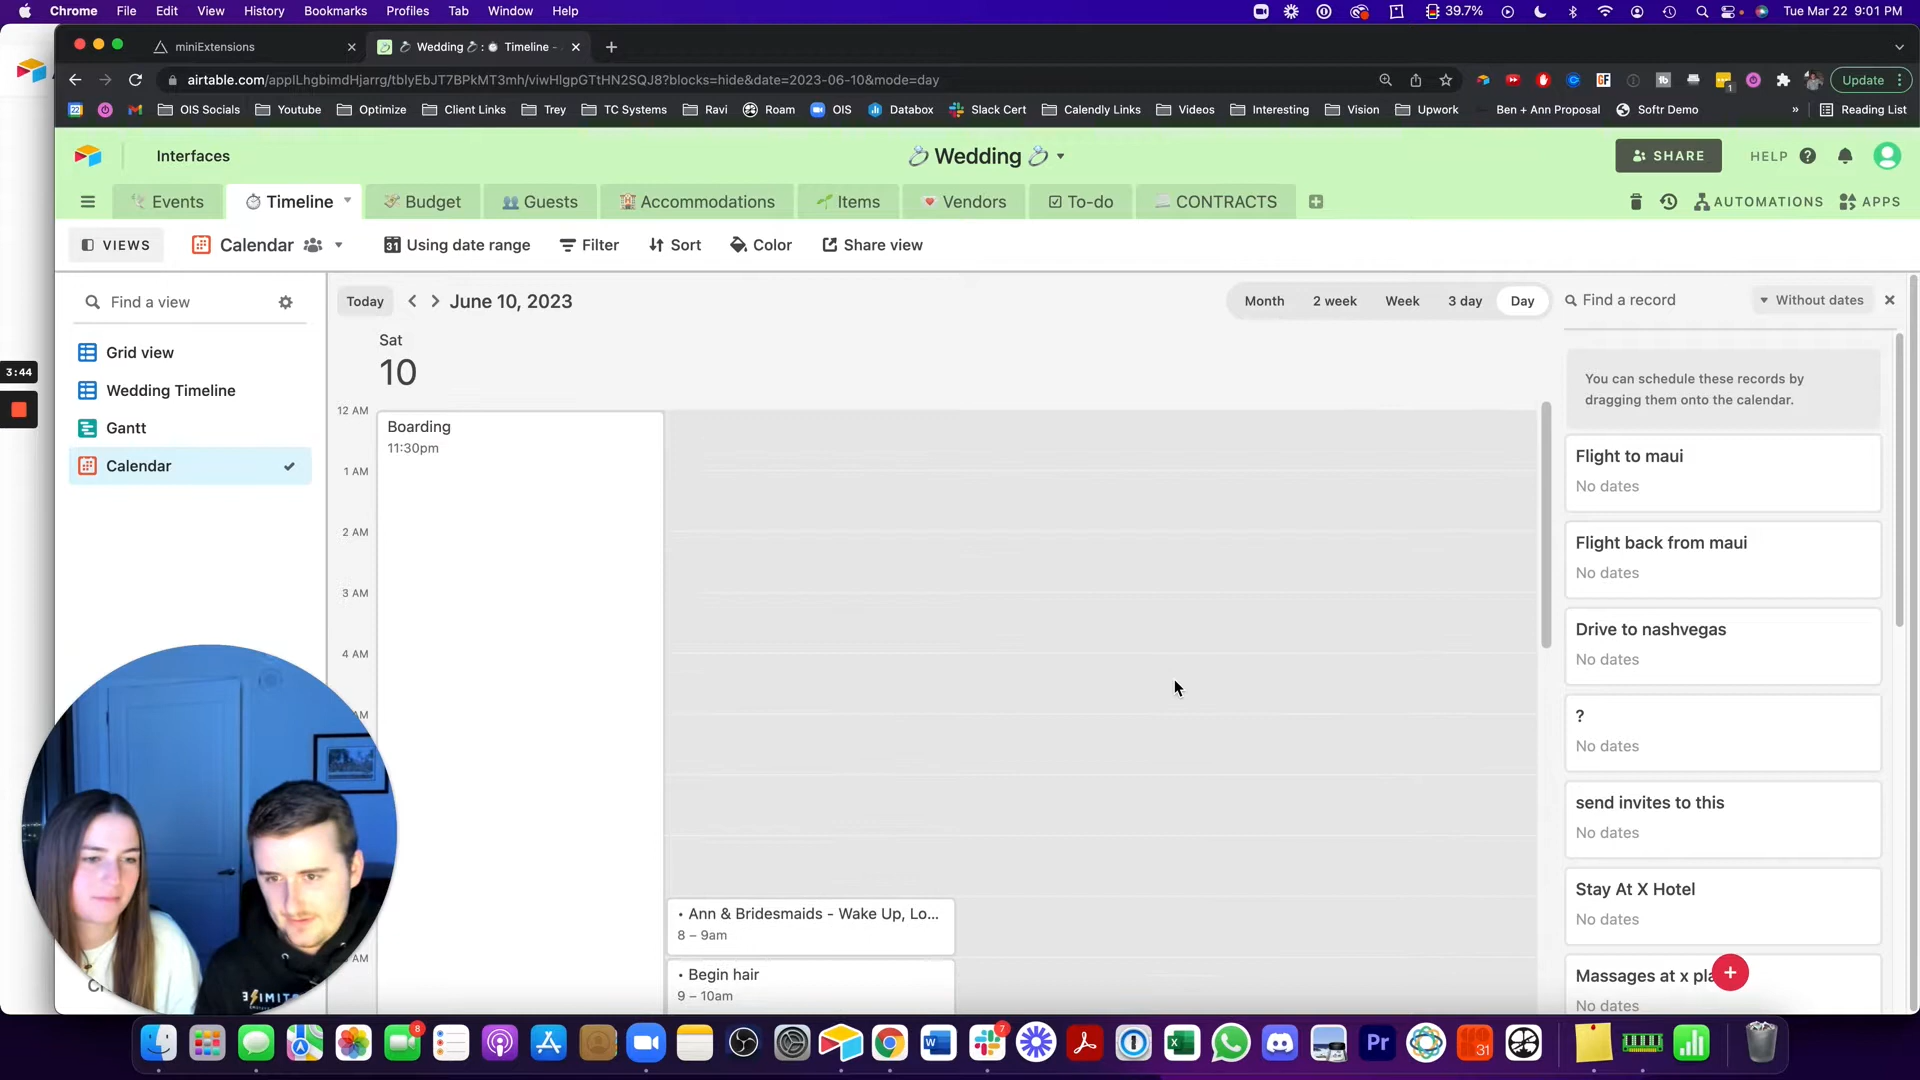 Chrome File Edit View History Bookmarks Profiles Tab Window Help 39.7% Tue Mar 22 9:01 PM
miniExtensions Wedding : Timeline -
airtable.com/appILhgbimdHjarrg/tblyEbJT7BPkMT3mh/viwHlgpGTtHN2SQJ8?blocks=hide&date=2023-06-10&mode=day Update
OIS Socials Youtube Optimize Client Links Trey TC Systems Ravi Roam OIS Databox Slack Cert Calendly Links Videos Interesting Vision Upwork Ben + Ann Proposal Softr Demo » Reading List
Interfaces Wedding SHARE HELP
Events Timeline Budget Guests Accommodations Items Vendors To-do CONTRACTS AUTOMATIONS APPS
VIEWS Calendar Using date range Filter Sort Color Share view
Find a view
Grid view
Wedding Timeline
Gantt
Calendar
3:44
Today June 10, 2023 Month 2 week Week 3 day Day
Sat
10
12 AM
1 AM
2 AM
3 AM
4 AM
AM
AM
Boarding
11:30pm
• Ann & Bridesmaids - Wake Up, Lo...
8 – 9am
• Begin hair
9 – 10am
Find a record Without dates
You can schedule these records by
dragging them onto the calendar.
Flight to maui
No dates
Flight back from maui
No dates
Drive to nashvegas
No dates
?
No dates
send invites to this
No dates
Stay At X Hotel
No dates
Massages at x pla
No dates
8
7
31